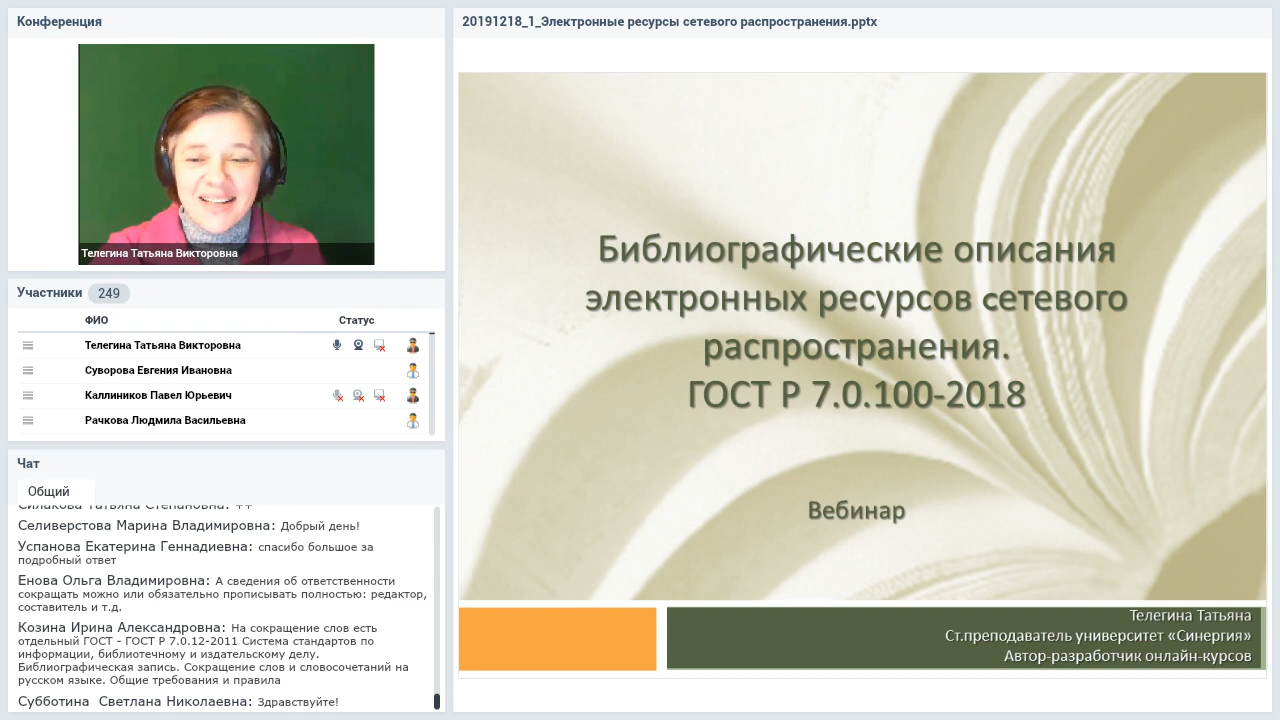 Конференция
Телегина Татьяна Викторовна
Участники 249
ФИО Статус
Телегина Татьяна Викторовна
Суворова Евгения Ивановна
Каллиников Павел Юрьевич
Рачкова Людмила Васильевна
Чат
Общий
Силакова Татьяна Степановна: ++
Селиверстова Марина Владимировна: Добрый день!
Успанова Екатерина Геннадиевна: спасибо большое за
подробный ответ
Енова Ольга Владимировна: А сведения об ответственности
сокращать можно или обязательно прописывать полностью: редактор,
составитель и т.д.
Козина Ирина Александровна: На сокращение слов есть
отдельный ГОСТ - ГОСТ Р 7.0.12-2011 Система стандартов по
информации, библиотечному и издательскому делу.
Библиографическая запись. Сокращение слов и словосочетаний на
русском языке. Общие требования и правила
Субботина Светлана Николаевна: Здравствуйте!
20191218_1_Электронные ресурсы сетевого распространения.pptx
Библиографические описания
электронных ресурсов сетевого
распространения.
ГОСТ Р 7.0.100-2018
Вебинар
Телегина Татьяна
Ст.преподаватель университет «Синергия»
Автор-разработчик онлайн-курсов